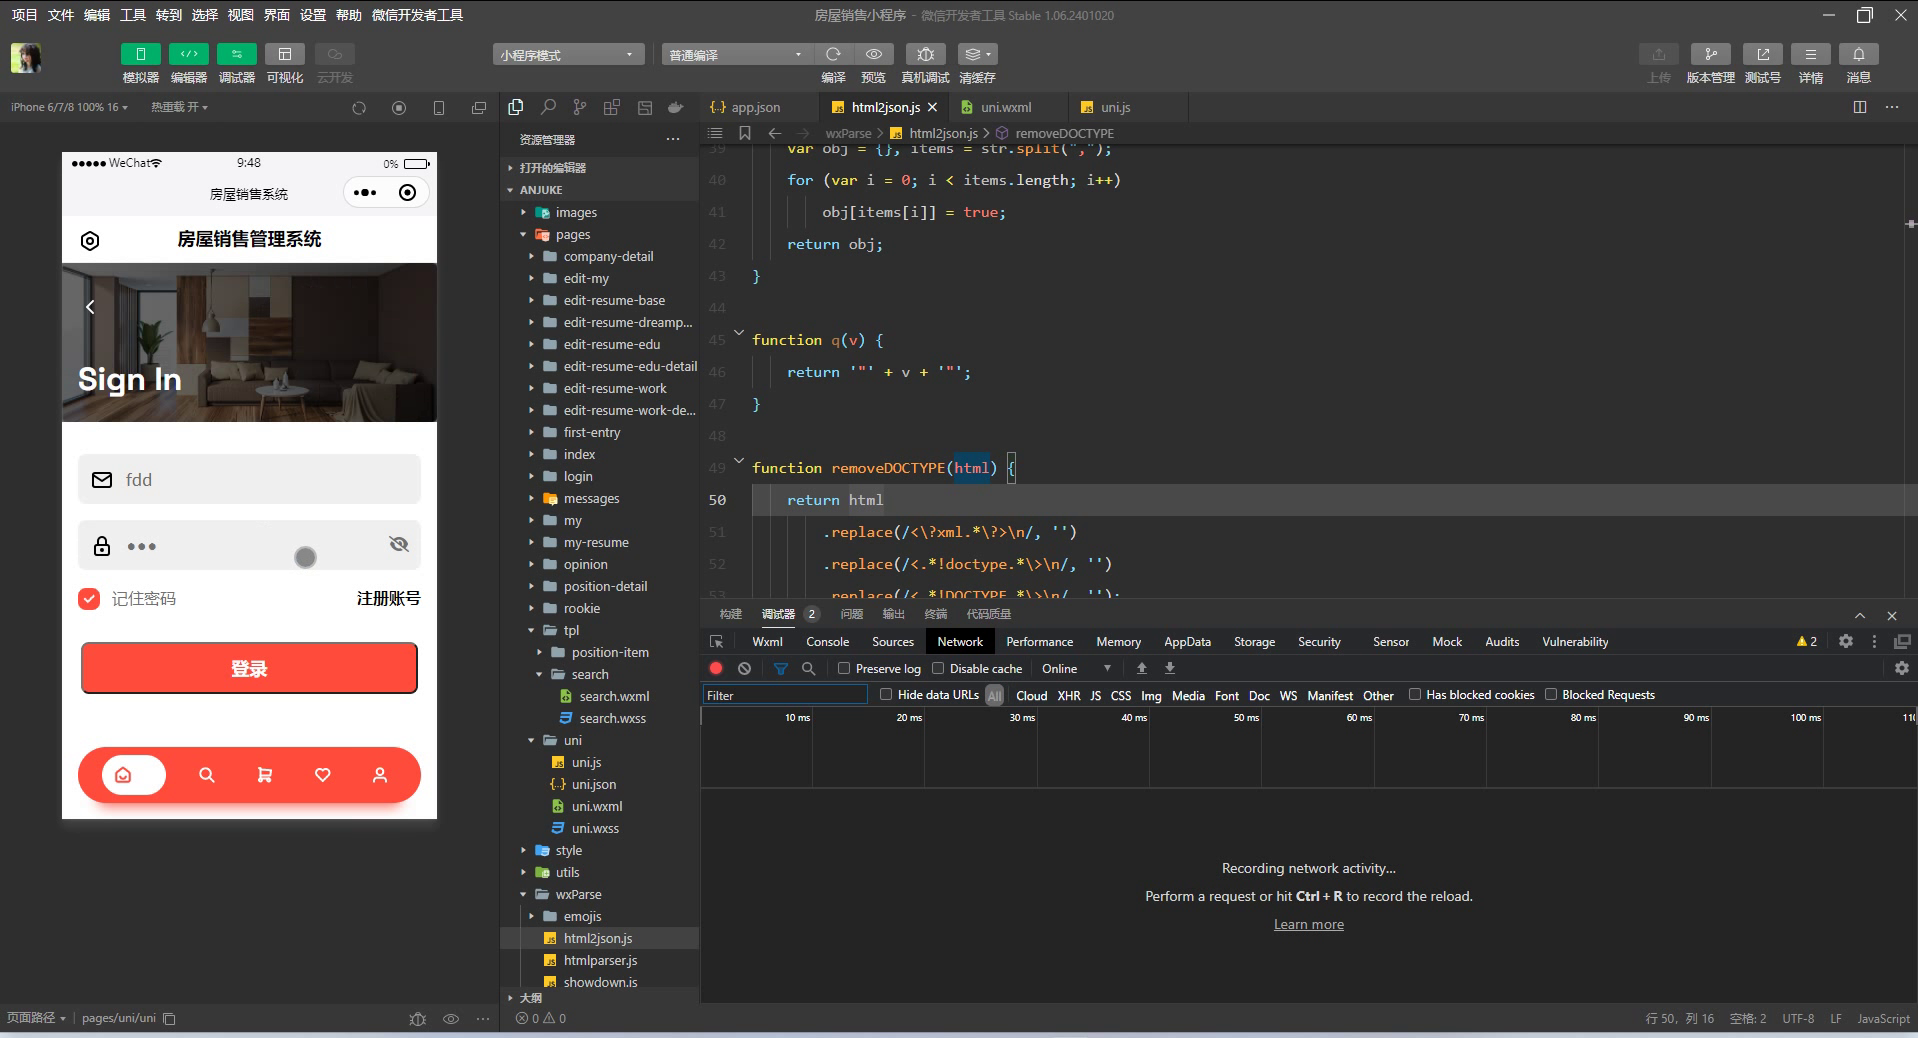 项目 文件 编辑 工具 转到 选择 视图 界面 设置 帮助 微信开发者工具
房屋销售小程序 - 微信开发者工具 Stable 1.06.2401020
小程序模式 普通编译
模拟器 编辑器 调试器 可视化 云开发
编译 预览 真机调试 清缓存
上传 版本管理 测试号 详情 消息
iPhone 6/7/8 100% 16 热重载 开
WeChat 9:48 0%
房屋销售系统
房屋销售管理系统
Sign In
fdd
记住密码 注册账号
登录
页面路径 | pages/uni/uni
资源管理器
打开的编辑器
ANJUKE
images
pages
company-detail
edit-my
edit-resume-base
edit-resume-dreamp...
edit-resume-edu
edit-resume-edu-detail
edit-resume-work
edit-resume-work-de...
first-entry
index
login
messages
my
my-resume
opinion
position-detail
rookie
tpl
position-item
search
search.wxml
search.wxss
uni
uni.js
uni.json
uni.wxml
uni.wxss
style
utils
wxParse
emojis
html2json.js
htmlparser.js
showdown.js
大纲
0 0
app.json html2json.js uni.wxml uni.js
wxParse > html2json.js > removeDOCTYPE
39 var obj = {}, items = str.split(",");
40 for (var i = 0; i < items.length; i++)
41 obj[items[i]] = true;
42 return obj;
43 }
44
45 function q(v) {
46 return '"' + v + '"';
47 }
48
49 function removeDOCTYPE(html) {
50 return html
51 .replace(/<\?xml.*\?>\n/, '')
52 .replace(/<.*!doctype.*\>\n/, '')
53 .replace(/<.*!DOCTYPE.*\>\n/, '');
构建 调试器 2 问题 输出 终端 代码质量
Wxml Console Sources Network Performance Memory AppData Storage Security Sensor Mock Audits Vulnerability 2
Preserve log Disable cache Online
Filter Hide data URLs All Cloud XHR JS CSS Img Media Font Doc WS Manifest Other Has blocked cookies Blocked Requests
10 ms 20 ms 30 ms 40 ms 50 ms 60 ms 70 ms 80 ms 90 ms 100 ms
Recording network activity...
Perform a request or hit Ctrl + R to record the reload.
Learn more
行 50，列 16 空格: 2 UTF-8 LF JavaScript